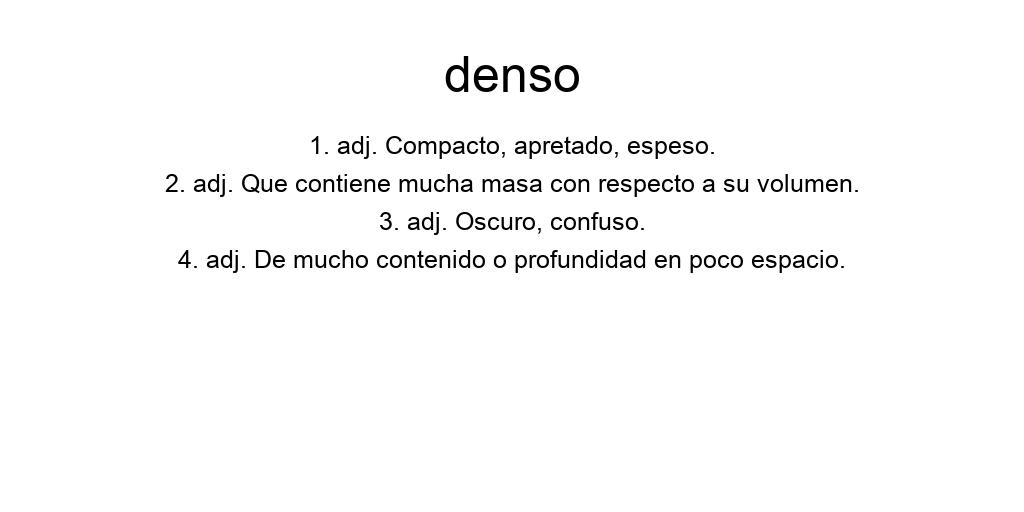 denso
1. adj. Compacto, apretado, espeso.
2. adj. Que contiene mucha masa con respecto a su volumen.
3. adj. Oscuro, confuso.
4. adj. De mucho contenido o profundidad en poco espacio.